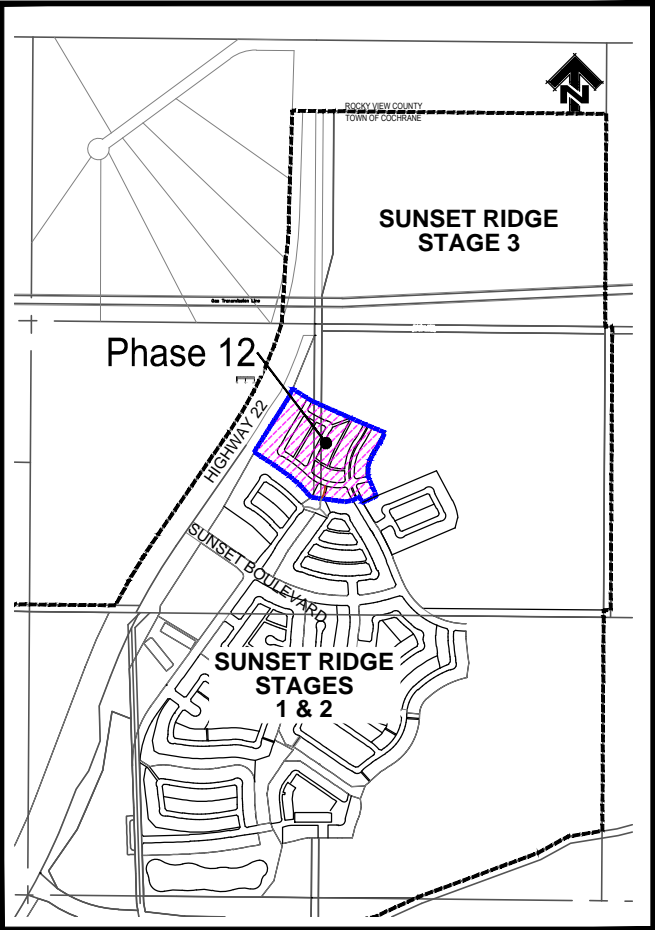 N
ROCKY VIEW COUNTY
TOWN OF COCHRANE
SUNSET RIDGE
STAGE 3
Gas Transmission Line
Phase 12
HIGHWAY 22
SUNSET BOULEVARD
SUNSET RIDGE
STAGES
1 & 2